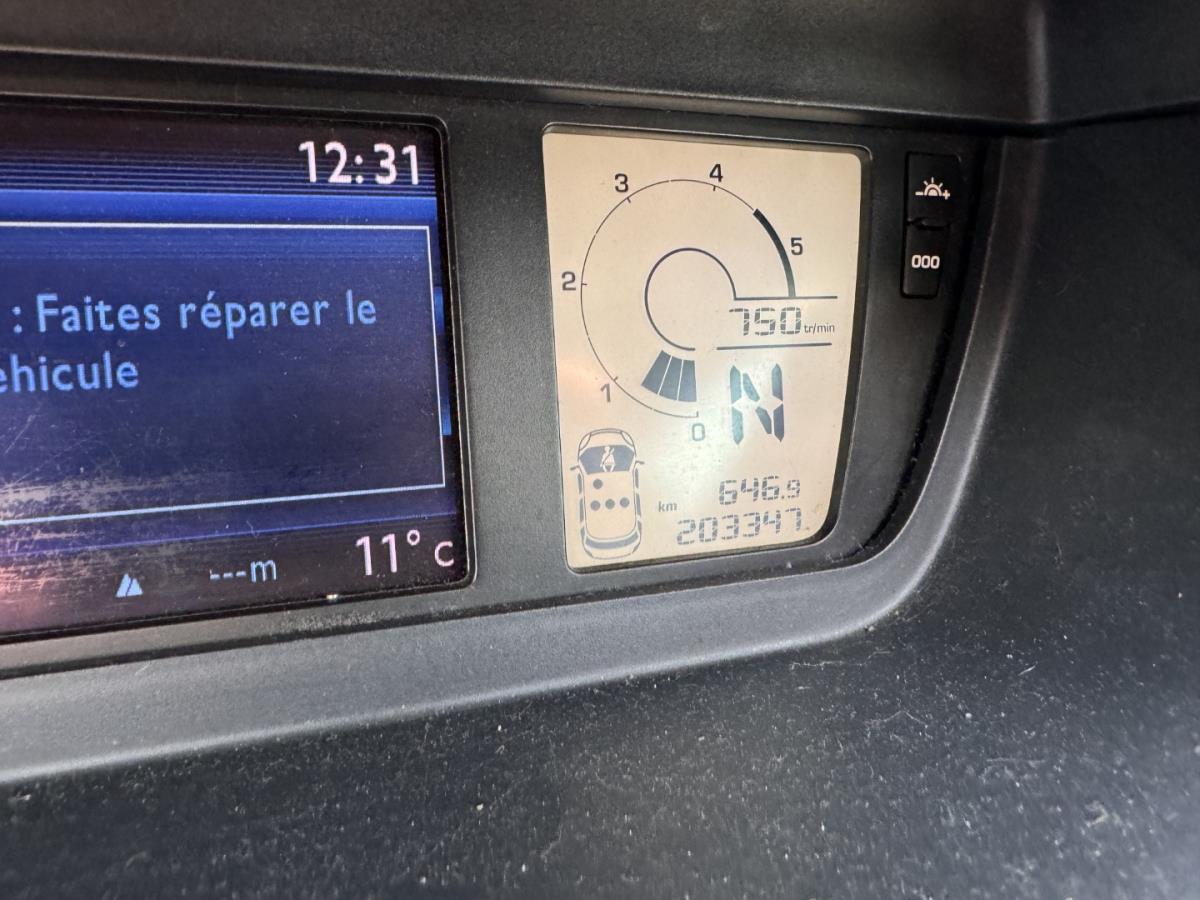 12:31
: Faites réparer le
ehicule
---m
11°C
4
3
5
2
750 tr/min
1
N
0
646.9
km
203347
000